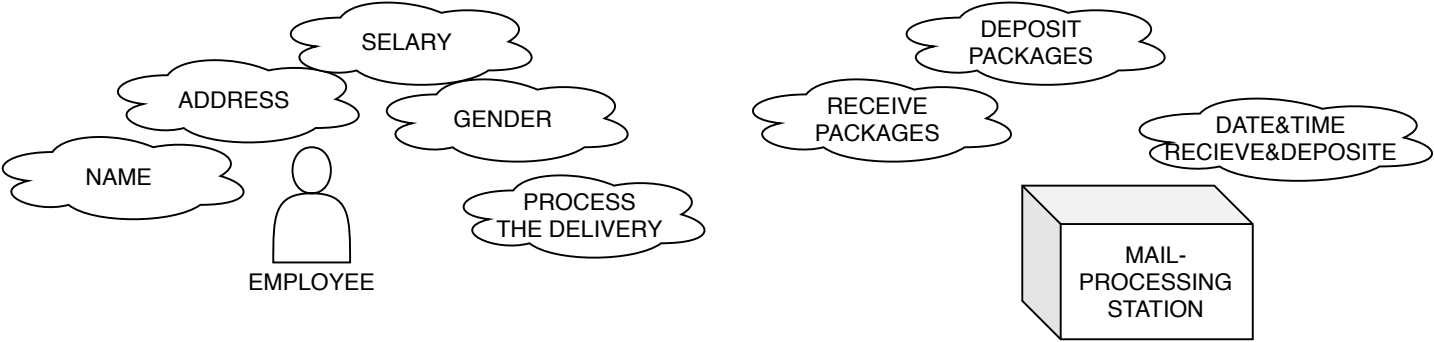 SELARY
ADDRESS
GENDER
NAME
PROCESS
THE DELIVERY
EMPLOYEE
DEPOSIT
PACKAGES
RECEIVE
PACKAGES
DATE&TIME
RECIEVE&DEPOSITE
MAIL-
PROCESSING
STATION